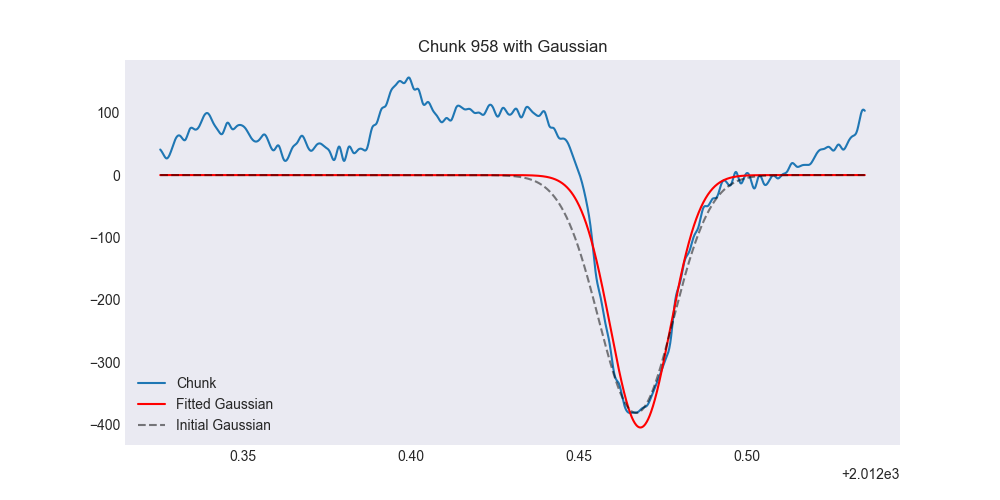 Chunk 958 with Gaussian
100
0
−100
−200
−300
−400
Chunk
Fitted Gaussian
Initial Gaussian
0.35 0.40 0.45 0.50
+2.012e3